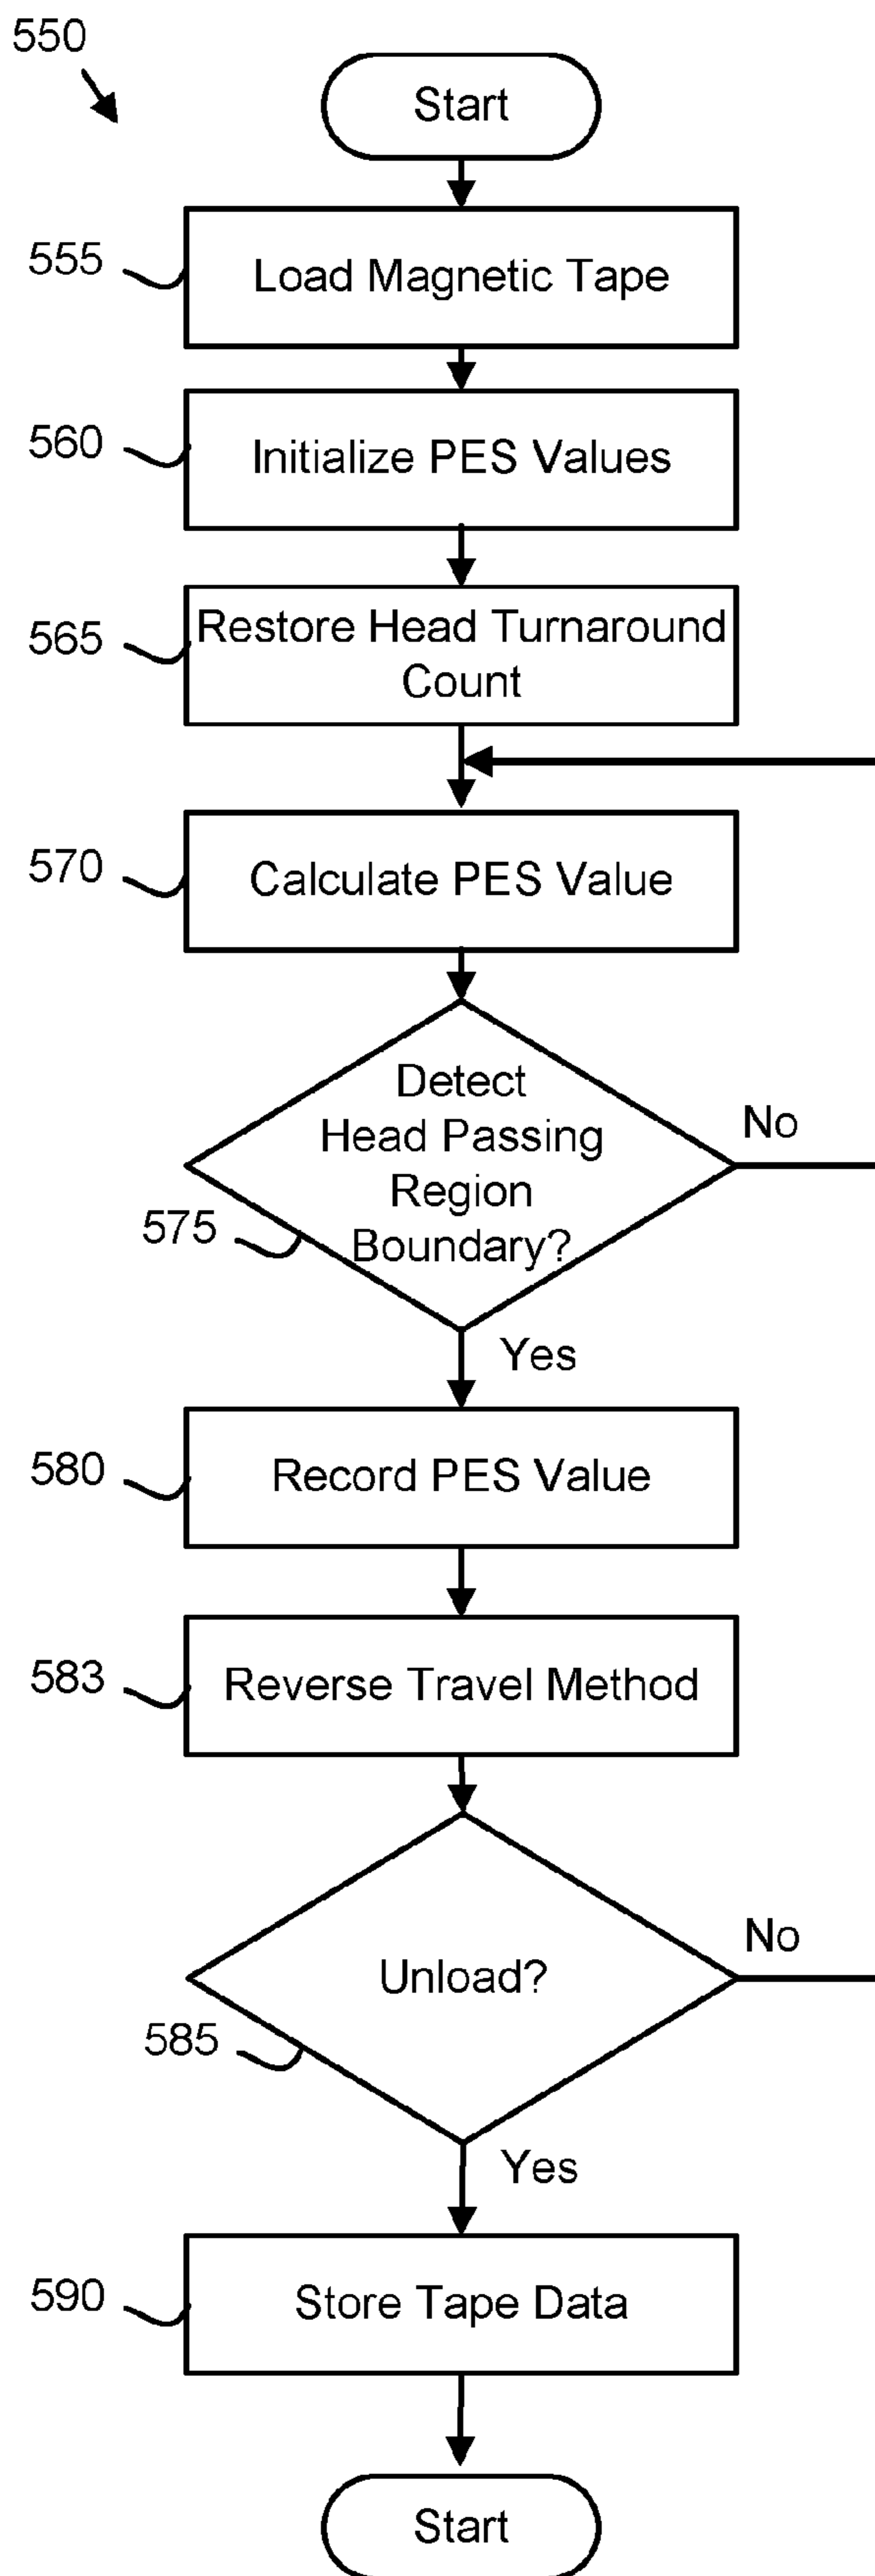 550
Start
555
Load Magnetic Tape
560
Initialize PES Values
565
Restore Head Turnaround
Count
570
Calculate PES Value
Detect
Head Passing
Region
Boundary?
No
575
Yes
580
Record PES Value
583
Reverse Travel Method
Unload?
No
585
Yes
590
Store Tape Data
Start